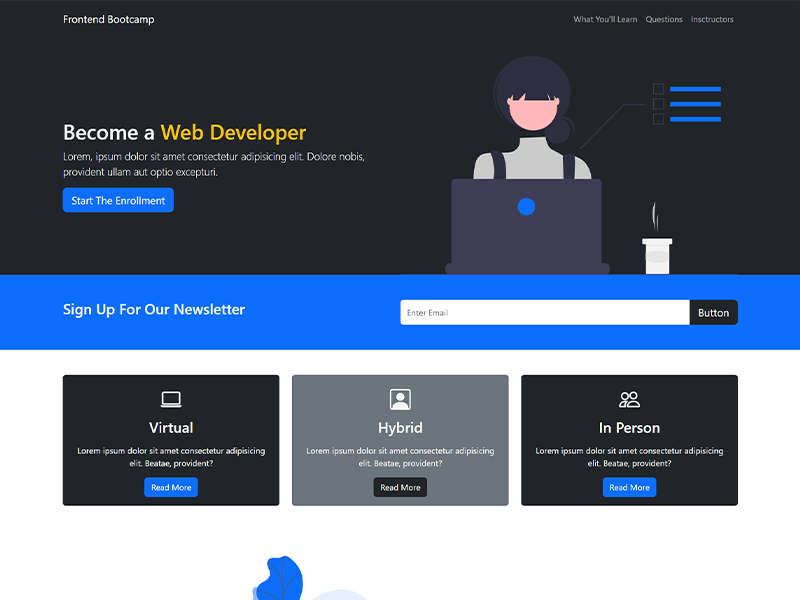 Frontend Bootcamp
What You'll Learn Questions Insctructors
Become a Web Developer
Lorem, ipsum dolor sit amet consectetur adipisicing elit. Dolore nobis,
provident ullam aut optio excepturi.
Start The Enrollment
Sign Up For Our Newsletter
Enter Email
Button
Virtual
Lorem ipsum dolor sit amet consectetur adipisicing
elit. Beatae, provident?
Read More
Hybrid
Lorem ipsum dolor sit amet consectetur adipisicing
elit. Beatae, provident?
Read More
In Person
Lorem ipsum dolor sit amet consectetur adipisicing
elit. Beatae, provident?
Read More